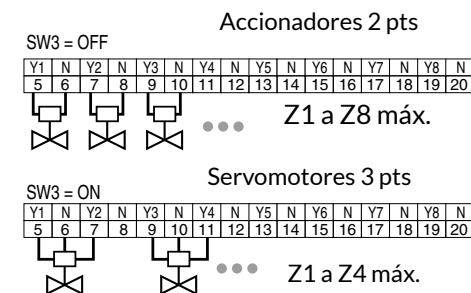 Accionadores 2 pts
SW3 = OFF
Y1 N Y2 N Y3 N Y4 N Y5 N Y6 N Y7 N Y8 N
5 6 7 8 9 10 11 12 13 14 15 16 17 18 19 20
Z1 a Z8 máx.
Servomotores 3 pts
SW3 = ON
Y1 N Y2 N Y3 N Y4 N Y5 N Y6 N Y7 N Y8 N
5 6 7 8 9 10 11 12 13 14 15 16 17 18 19 20
Z1 a Z4 máx.